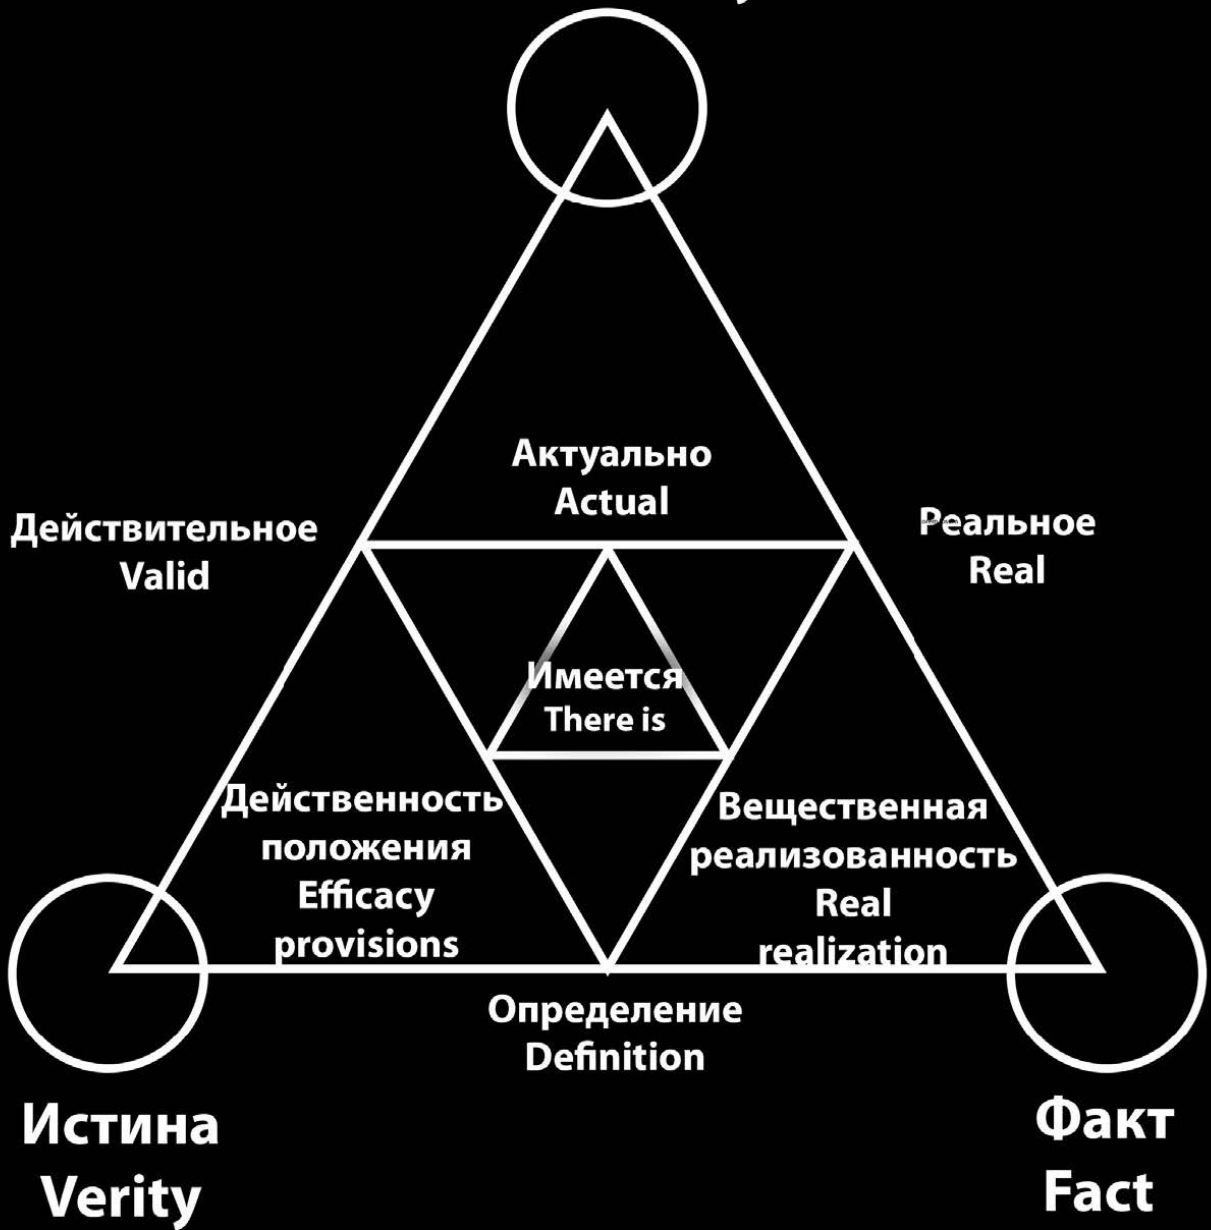 Актуально
Actual
Действительное
Valid
Реальное
Real
Имеется
There is
Действенность
положения
Efficacy
provisions
Вещественная
реализованность
Real
realization
Определение
Definition
Истина
Verity
Факт
Fact